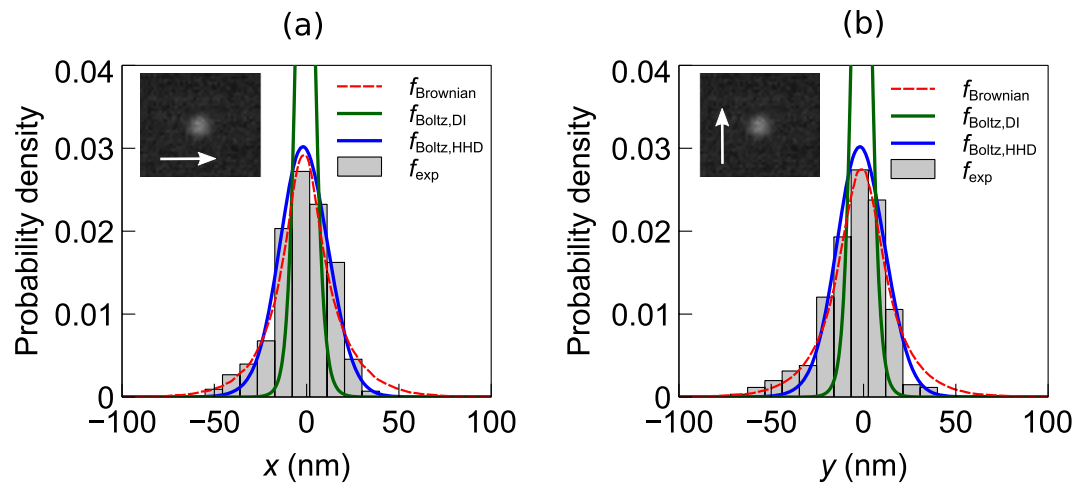 (a)
Probability density
0.04
0.03
0.02
0.01
0
−100
−50
0
50
100
x (nm)
fBrownian
fBoltz,DI
fBoltz,HHD
fexp
(b)
Probability density
0.04
0.03
0.02
0.01
0
−100
−50
0
50
100
y (nm)
fBrownian
fBoltz,DI
fBoltz,HHD
fexp